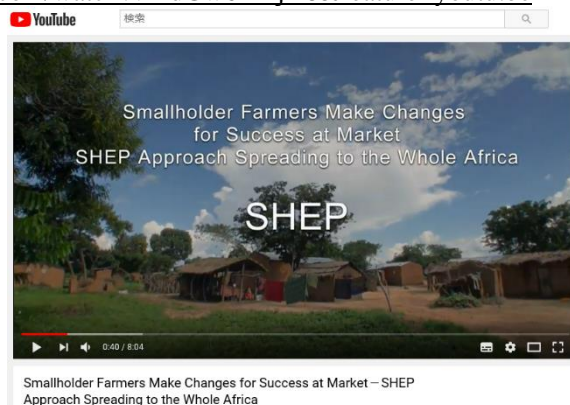 YouTube
検索
Smallholder Farmers Make Changes
for Success at Market
SHEP Approach Spreading to the Whole Africa
SHEP
0:40 / 8:04
Smallholder Farmers Make Changes for Success at Market－SHEP
Approach Spreading to the Whole Africa